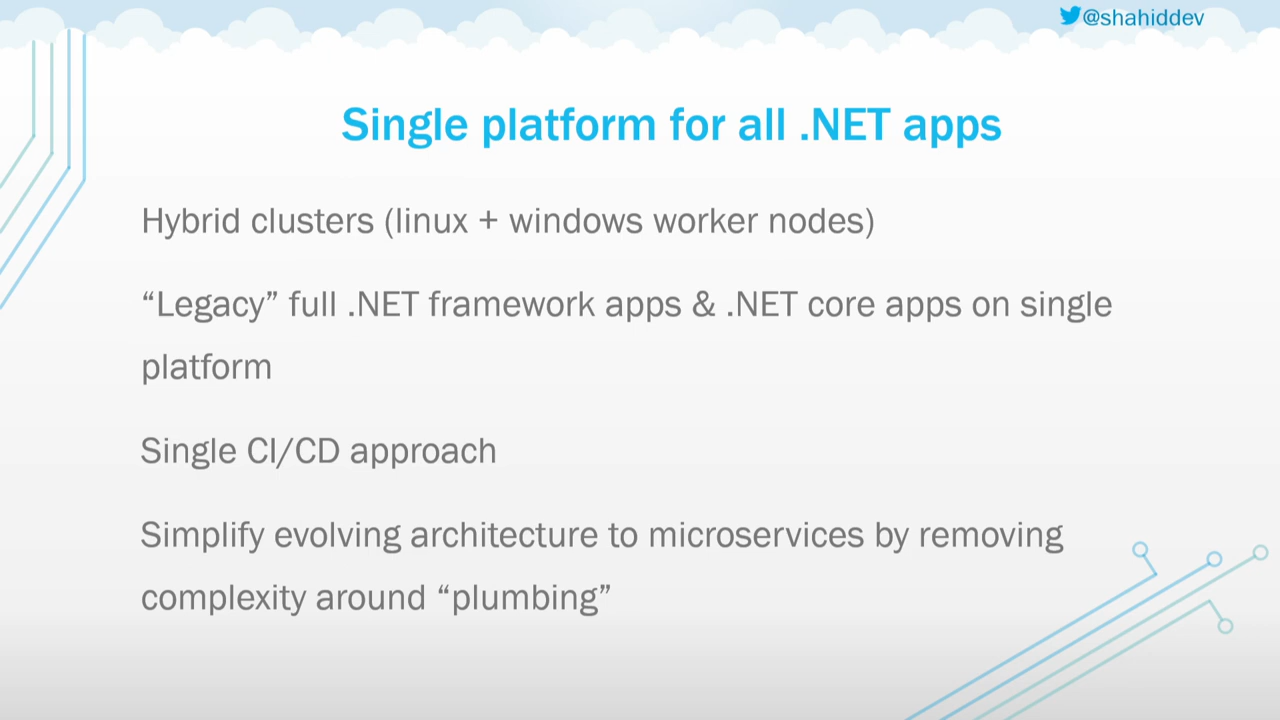 @shahiddev
Single platform for all .NET apps
Hybrid clusters (linux + windows worker nodes)
“Legacy” full .NET framework apps & .NET core apps on single
platform
Single CI/CD approach
Simplify evolving architecture to microservices by removing
complexity around “plumbing”